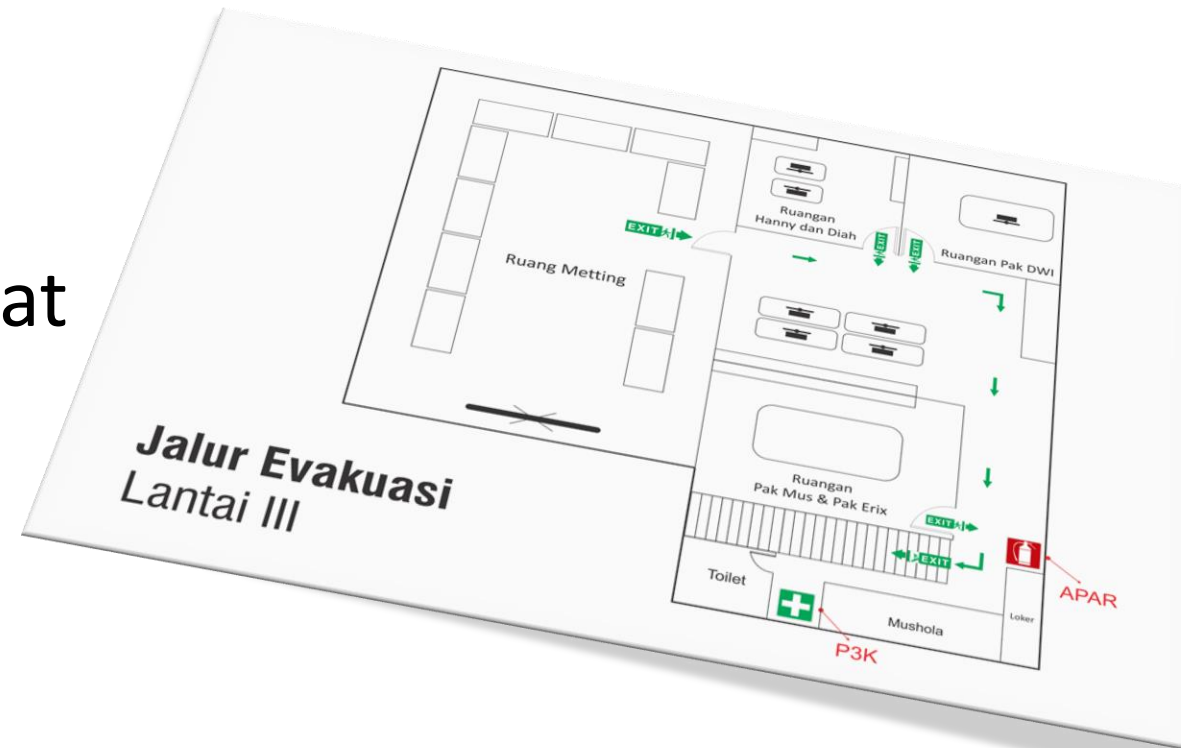 at
Jalur Evakuasi
Lantai III
Ruang Metting
EXIT
Ruangan
Hanny dan Diah
EXIT
EXIT
Ruangan Pak DWI
Ruangan
Pak Mus & Pak Erix
EXIT
EXIT
Toilet
Mushola
Loker
APAR
P3K